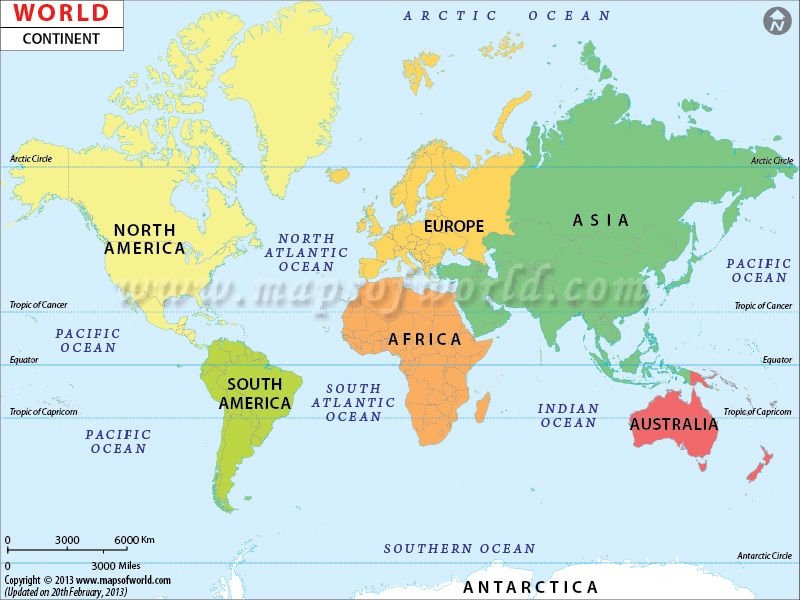 WORLD
CONTINENT
N
ARCTIC OCEAN
Arctic Circle
Arctic Circle
NORTH
AMERICA
EUROPE
ASIA
NORTH
ATLANTIC
OCEAN
PACIFIC
OCEAN
www.mapsofworld.com
Tropic of Cancer
Tropic of Cancer
PACIFIC
OCEAN
AFRICA
Equator
Equator
SOUTH
AMERICA
SOUTH
ATLANTIC
OCEAN
INDIAN
OCEAN
AUSTRALIA
Tropic of Capricorn
Tropic of Capricorn
PACIFIC
OCEAN
0 3000 6000 Km
0 3000 Miles
SOUTHERN OCEAN
Antarctic Circle
ANTARCTICA
Copyright © 2013 www.mapsofworld.com
(Updated on 20th February, 2013)